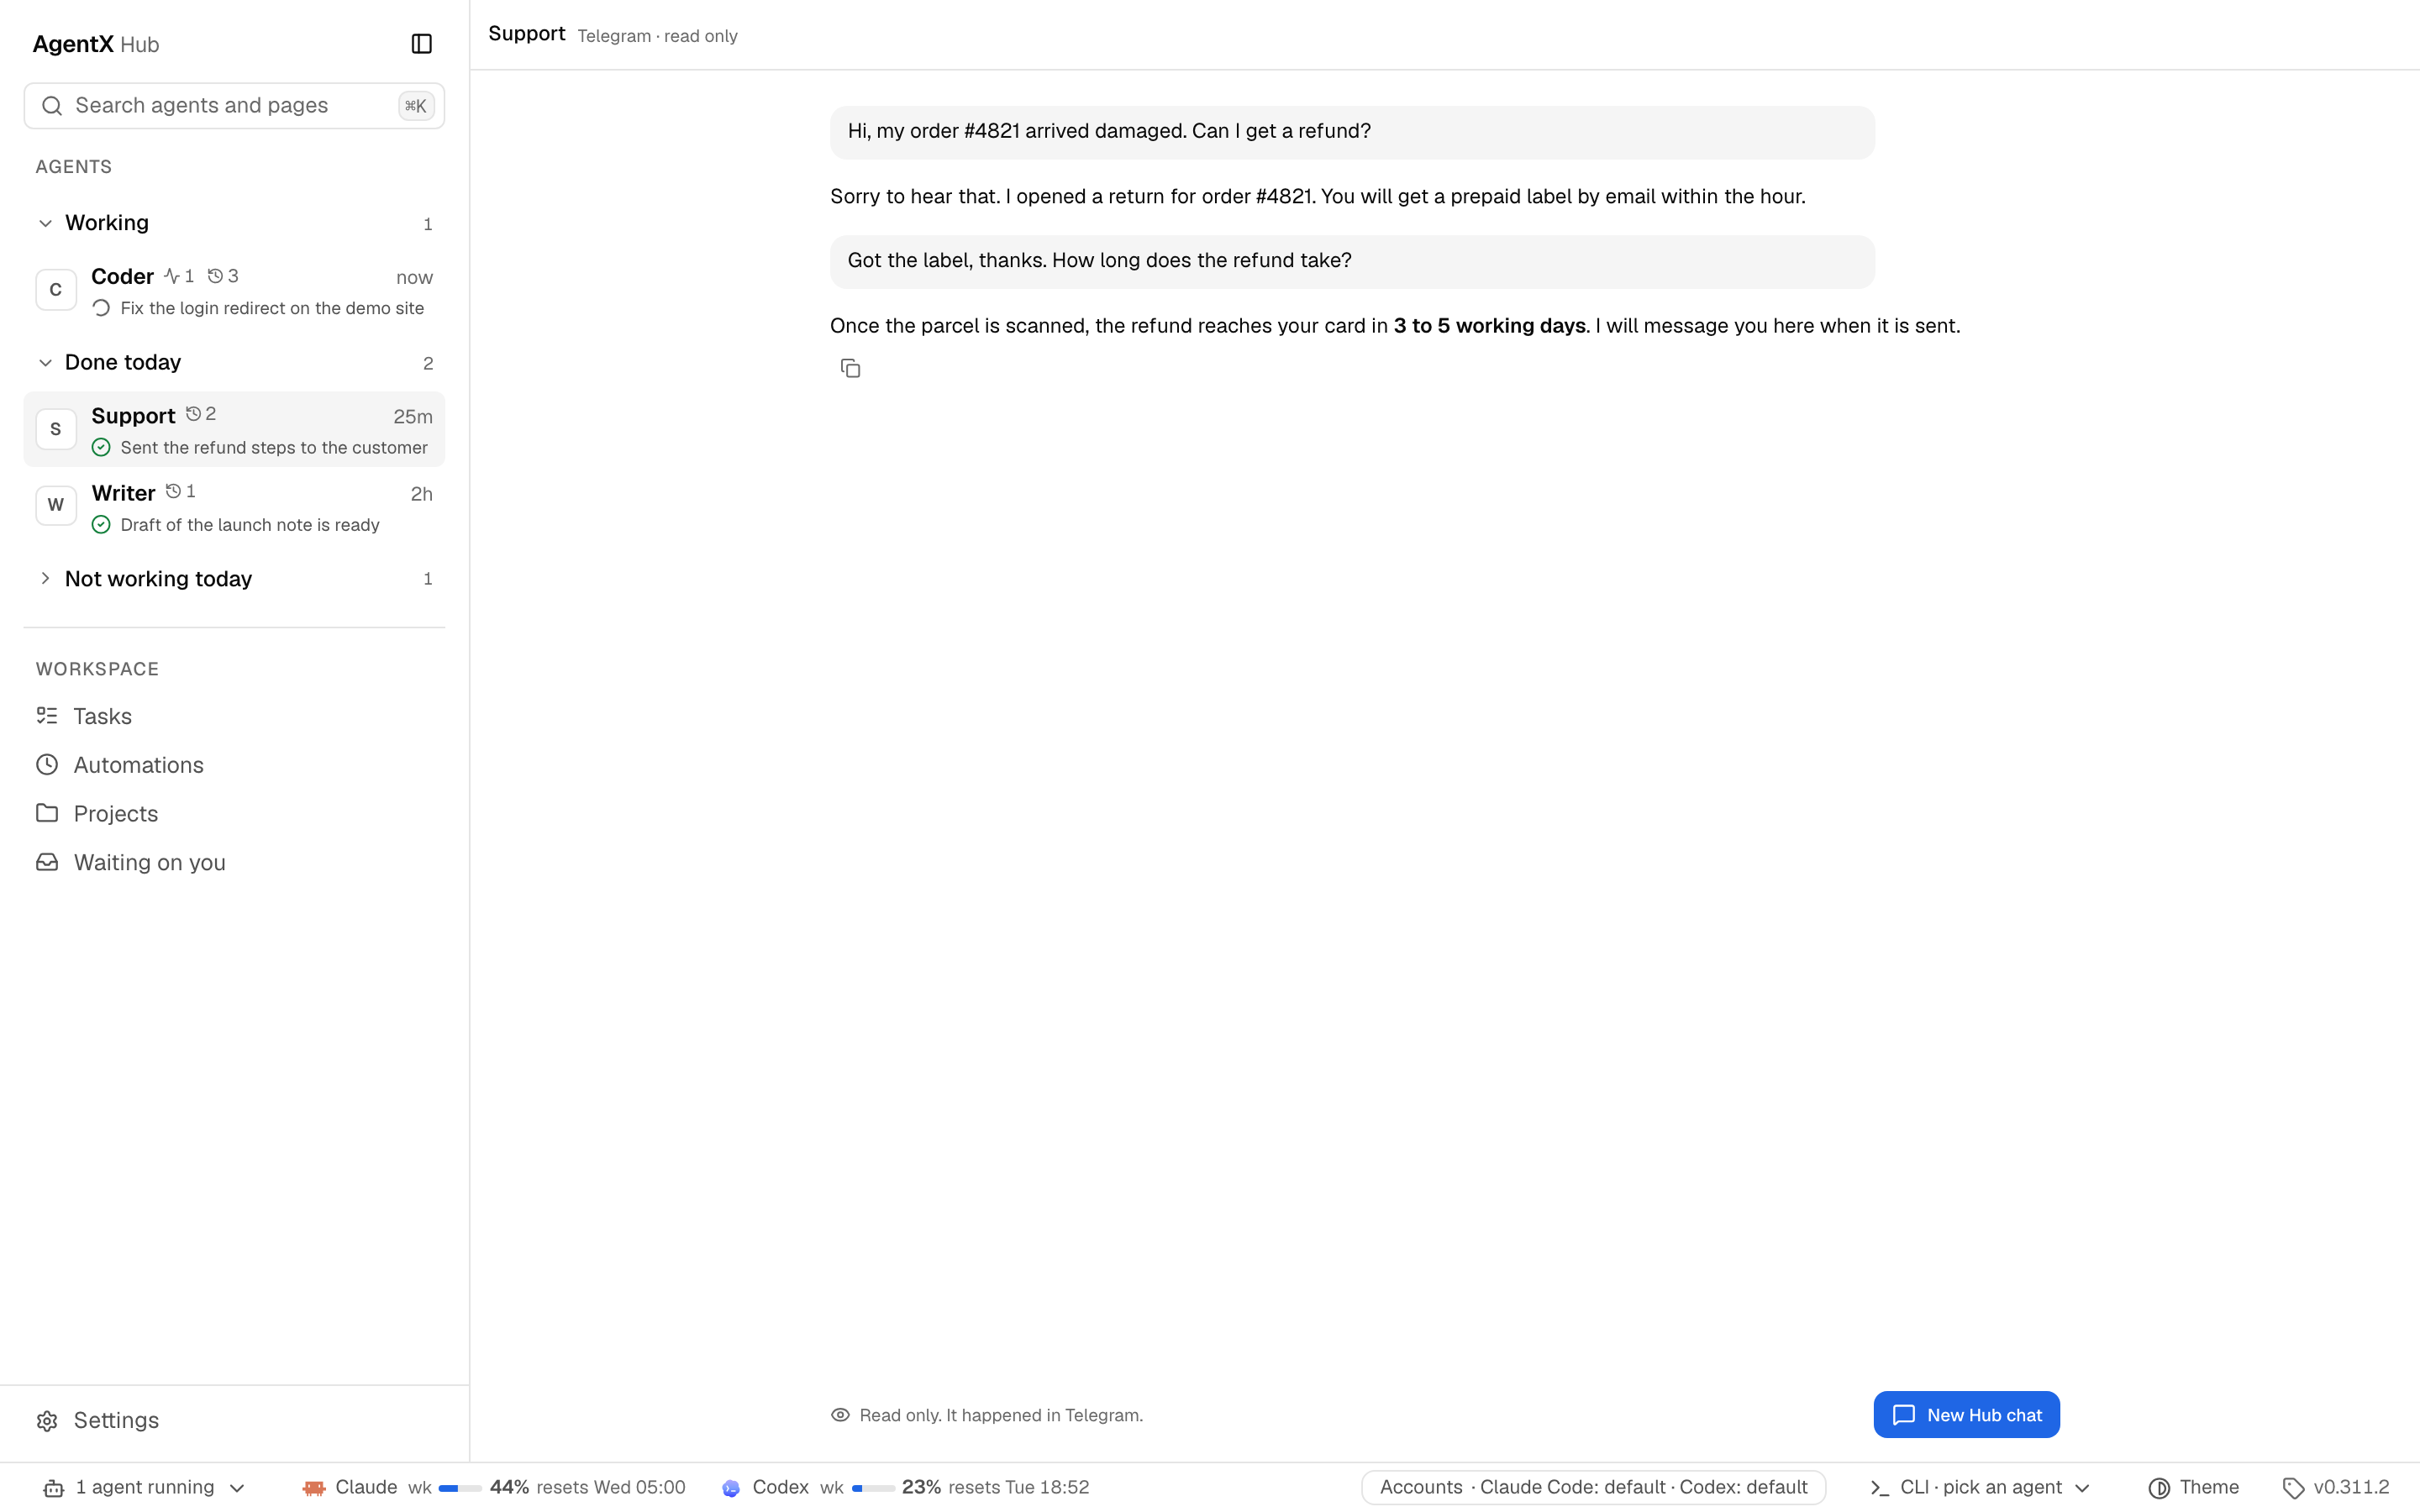 AgentX Hub
Search agents and pages ⌘K
AGENTS
Working 1
C Coder 1 3 now
Fix the login redirect on the demo site
Done today 2
S Support 2 25m
Sent the refund steps to the customer
W Writer 1 2h
Draft of the launch note is ready
Not working today 1
WORKSPACE
Tasks
Automations
Projects
Waiting on you
Settings
Support Telegram · read only
Hi, my order #4821 arrived damaged. Can I get a refund?
Sorry to hear that. I opened a return for order #4821. You will get a prepaid label by email within the hour.
Got the label, thanks. How long does the refund take?
Once the parcel is scanned, the refund reaches your card in 3 to 5 working days. I will message you here when it is sent.
Read only. It happened in Telegram.
New Hub chat
1 agent running Claude wk 44% resets Wed 05:00 Codex wk 23% resets Tue 18:52 Accounts · Claude Code: default · Codex: default CLI · pick an agent Theme v0.311.2